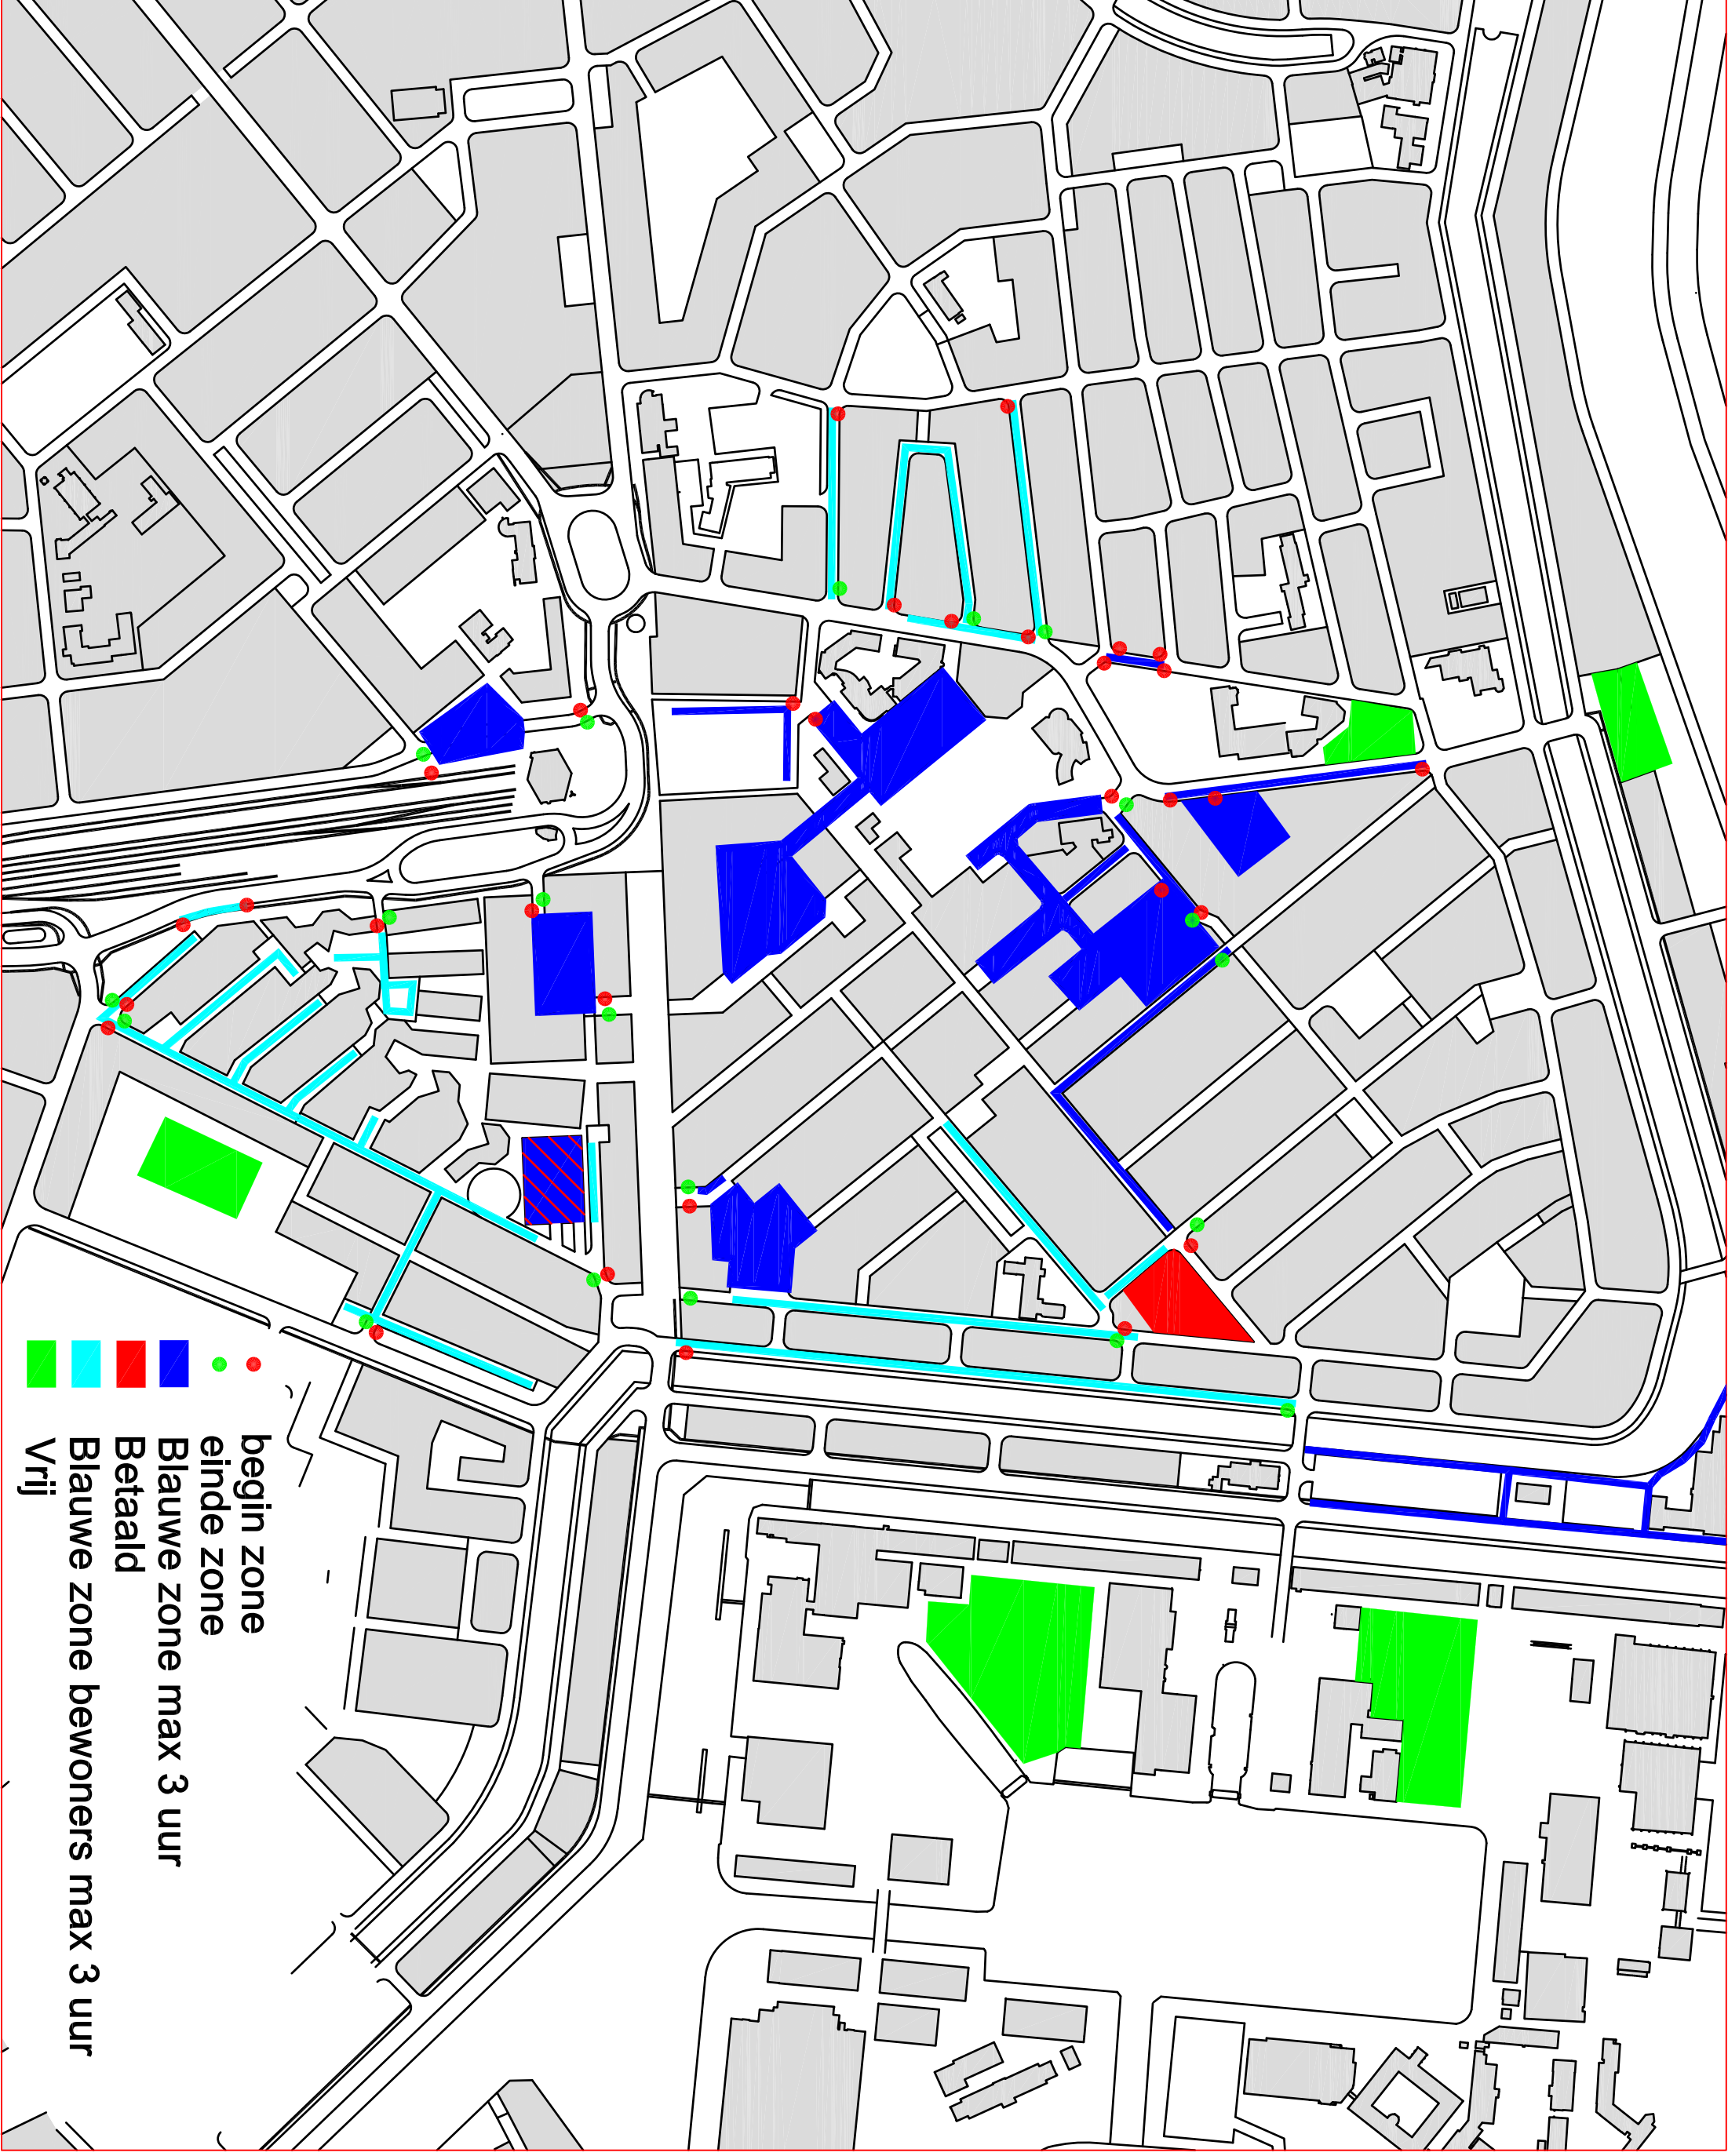 begin zone
einde zone
Blauwe zone max 3 uur
Betaald
Blauwe zone bewoners max 3 uur
Vrij